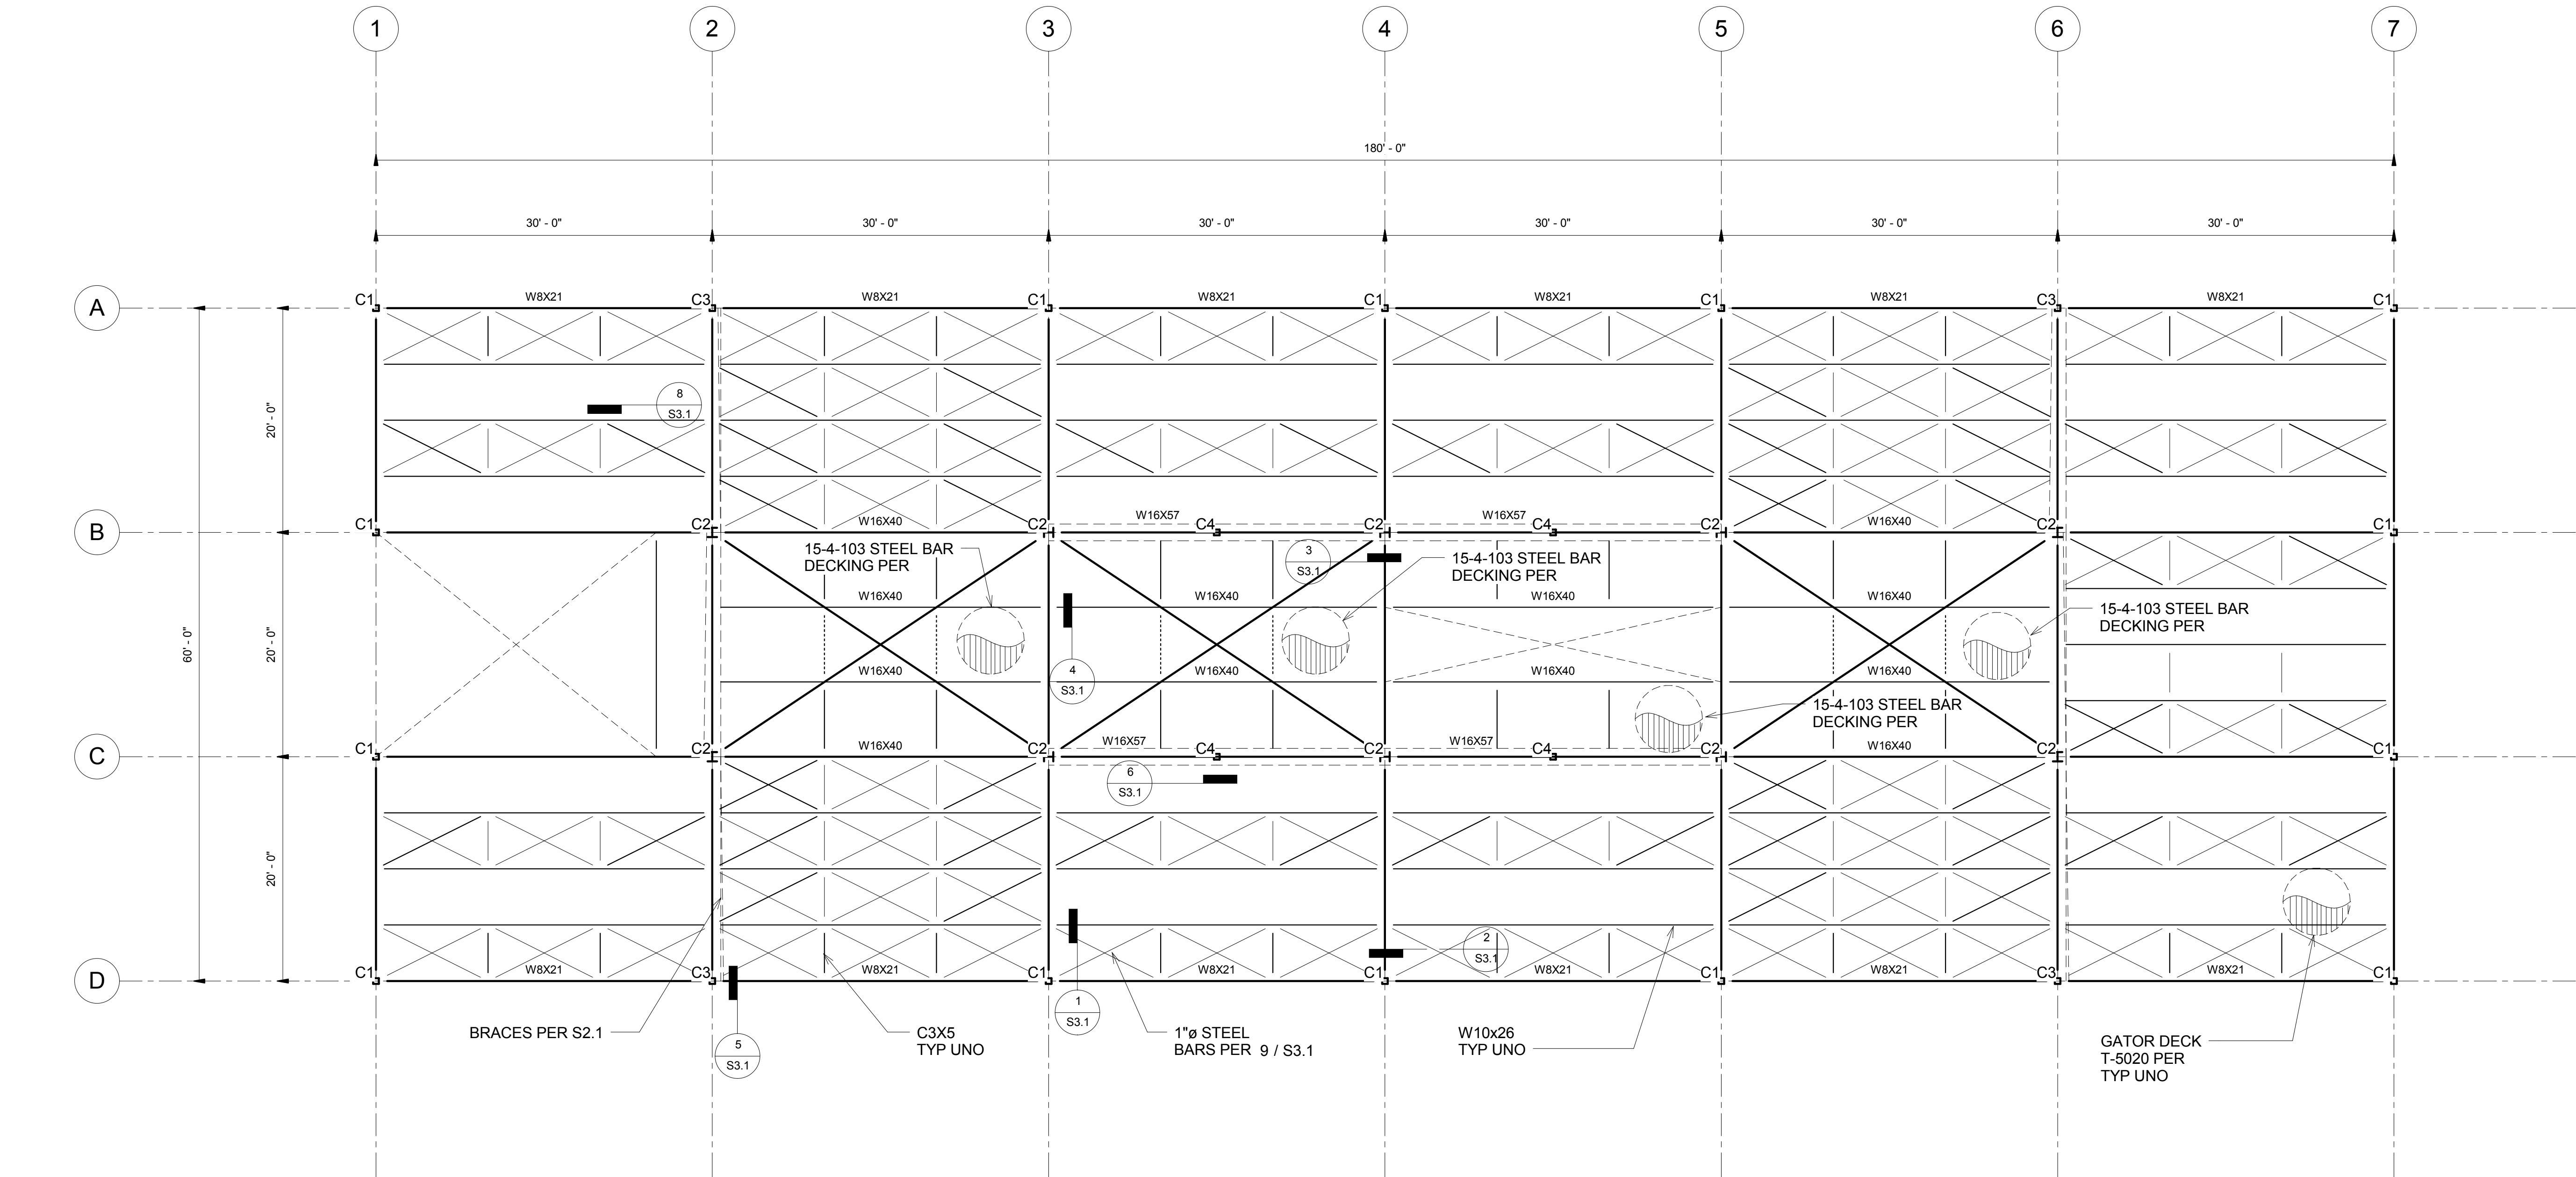 1 2 3 4 5 6 7
180' - 0"
30' - 0" 30' - 0" 30' - 0" 30' - 0" 30' - 0" 30' - 0"
W8X21 W8X21 W8X21 W8X21 W8X21 W8X21
A C1 C3 C1 C1 C1 C3 C1
8
S3.1
20' - 0"
W16X57 C4 W16X57 C4
W16X40 W16X40
B C1 C2 C2 C2 C2 C2 C1
15-4-103 STEEL BAR
DECKING PER
3
S3.1
15-4-103 STEEL BAR
DECKING PER
W16X40 W16X40 W16X40 W16X40
15-4-103 STEEL BAR
DECKING PER
60' - 0"
20' - 0"
4
S3.1
W16X40 W16X40 W16X40 W16X40
15-4-103 STEEL BAR
DECKING PER
W16X40 W16X57 C4 W16X57 C4 W16X40
C C1 C2 C2 C2 C2 C2 C1
6
S3.1
20' - 0"
2
S3.1
W8X21 W8X21 W8X21 W8X21 W8X21 W8X21
D C1 C3 C1 C1 C1 C3 C1
1
S3.1
BRACES PER S2.1
5
S3.1
C3X5
TYP UNO
1"ø STEEL
BARS PER 9 / S3.1
W10x26
TYP UNO
GATOR DECK
T-5020 PER
TYP UNO